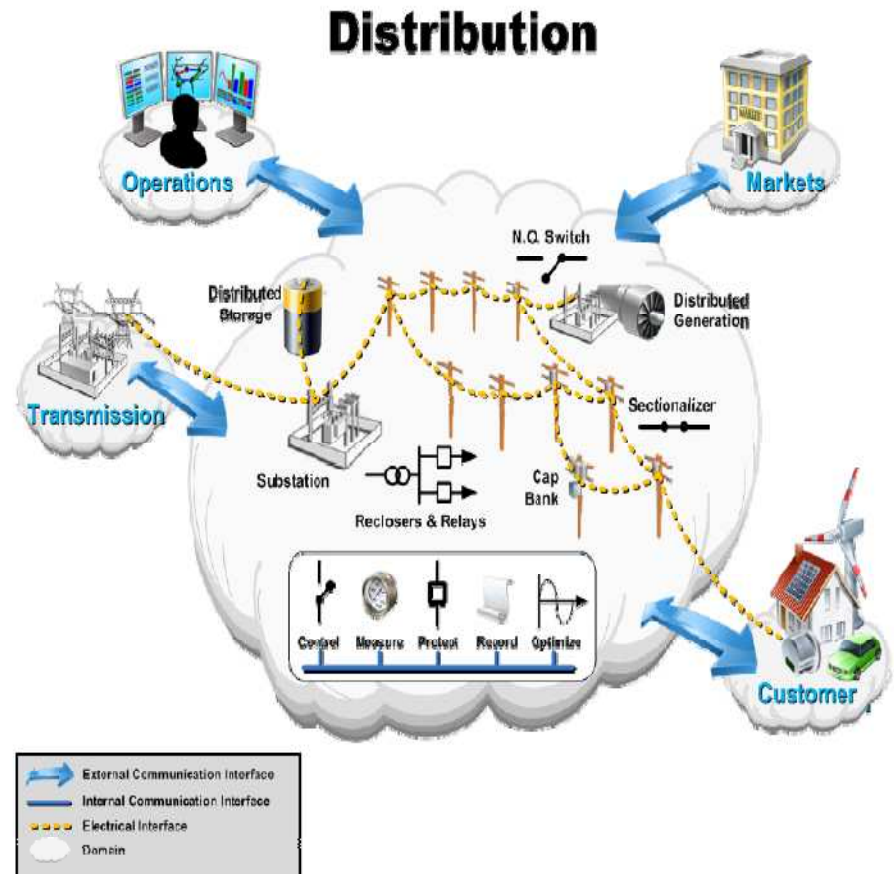 Distribution
Operations
Markets
N.O. Switch
Distributed
Storage
Distributed
Generation
Transmission
Sectionalizer
Substation
Cap
Bank
Reclosers & Relays
Control Measure Protect Record Optimize
Customer
External Communication Interface
Internal Communication Interface
Electrical Interface
Domain